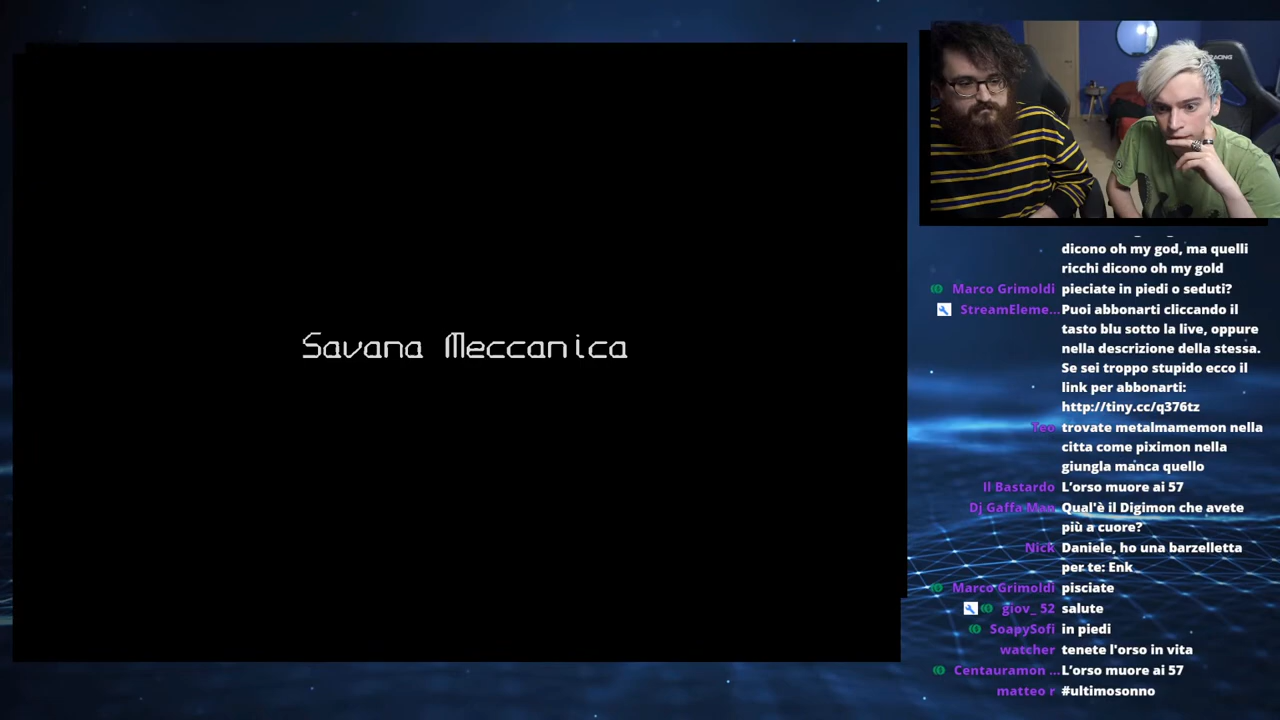 Savana Meccanica
RACING
dicono oh my god, ma quelli
ricchi dicono oh my gold
Marco Grimoldi pieciate in piedi o seduti?
StreamEleme... Puoi abbonarti cliccando il
tasto blu sotto la live, oppure
nella descrizione della stessa.
Se sei troppo stupido ecco il
link per abbonarti:
http://tiny.cc/q376tz
Teo trovate metalmamemon nella
citta come piximon nella
giungla manca quello
Il Bastardo L’orso muore ai 57
Dj Gaffa Man Qual'è il Digimon che avete
più a cuore?
Nick Daniele, ho una barzelletta
per te: Enk
Marco Grimoldi pisciate
giov_ 52 salute
SoapySofi in piedi
watcher tenete l'orso in vita
Centauramon ... L’orso muore ai 57
matteo r #ultimosonno